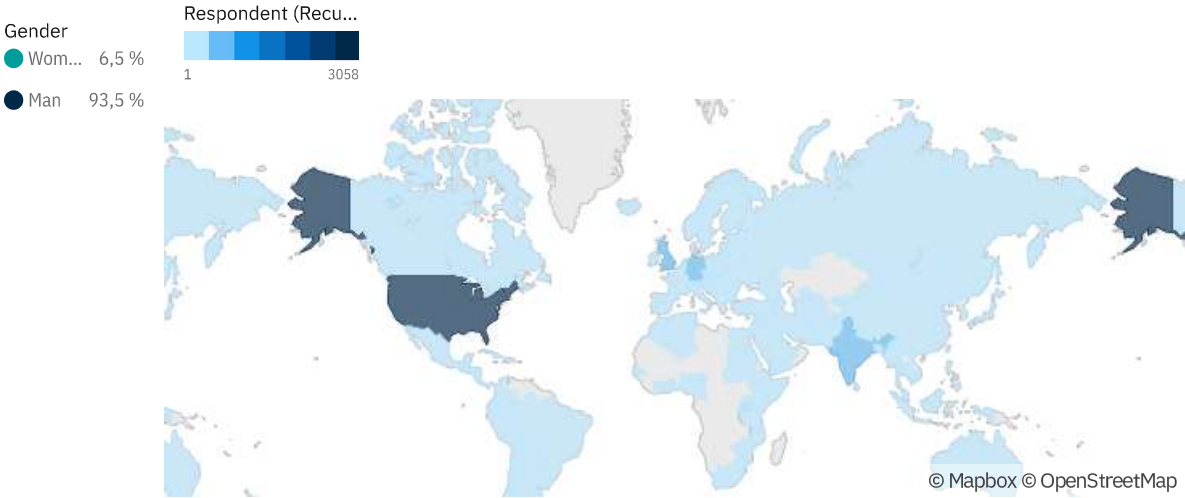 Gender
Wom... 6,5 %
Man 93,5 %
Respondent (Recu...
1 3058
© Mapbox © OpenStreetMap